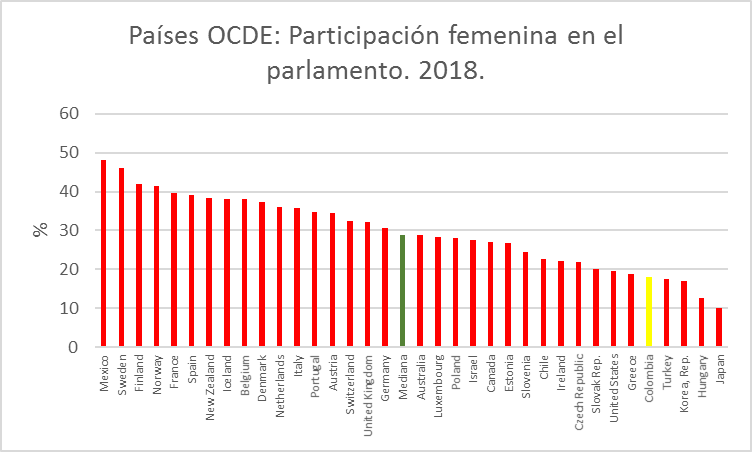 Países OCDE: Participación femenina en el
parlamento. 2018.
60
50
40
30
20
10
0
%
Mexico
Sweden
Finland
Norway
France
Spain
New Zealand
Iceland
Belgium
Denmark
Netherlands
Italy
Portugal
Austria
Switzerland
United Kingdom
Germany
Mediana
Australia
Luxembourg
Poland
Israel
Canada
Estonia
Slovenia
Chile
Ireland
Czech Republic
Slovak Rep.
United States
Greece
Colombia
Turkey
Korea, Rep.
Hungary
Japan